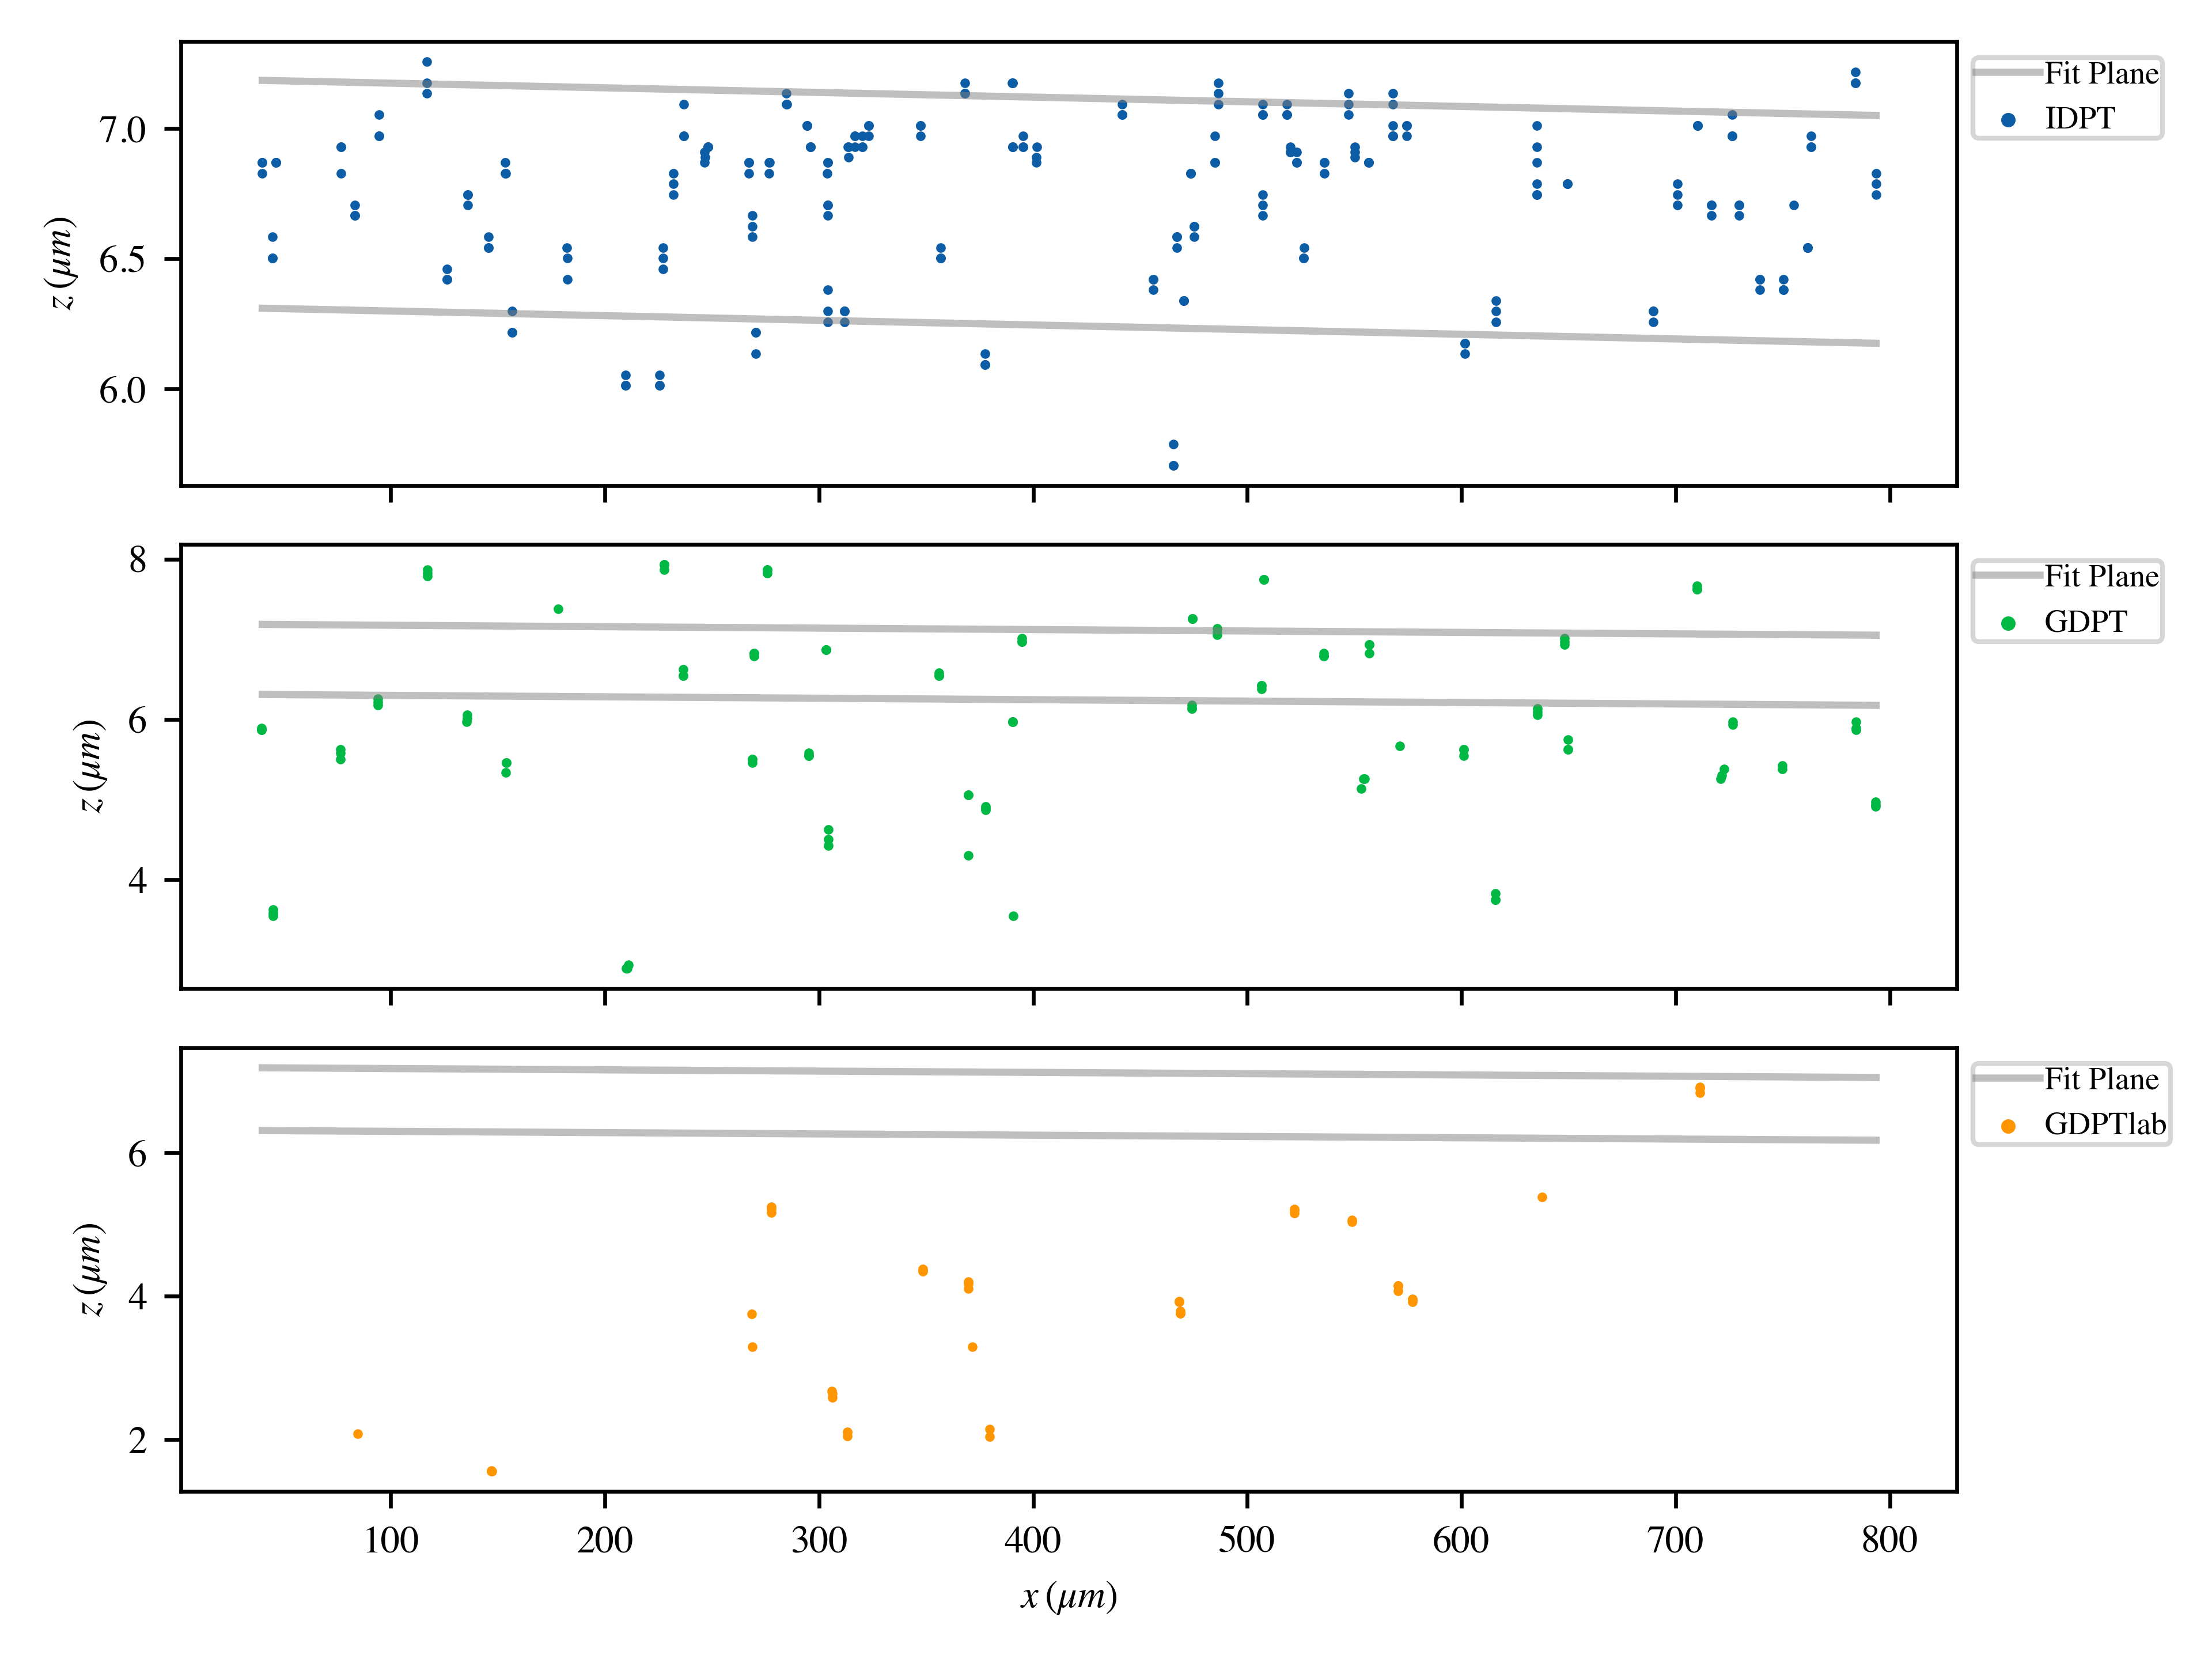 7.0
6.5
6.0
z (μm)
Fit Plane
IDPT
8
6
4
z (μm)
Fit Plane
GDPT
6
4
2
z (μm)
Fit Plane
GDPTlab
100 200 300 400 500 600 700 800
x (μm)